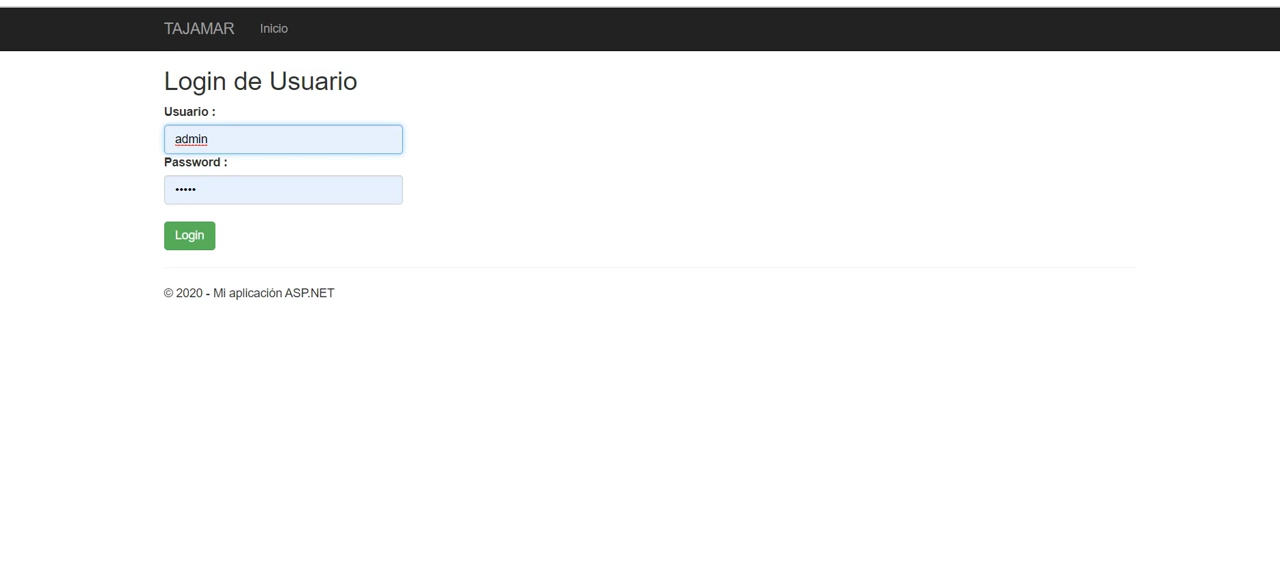 TAJAMAR Inicio
Login de Usuario
Usuario :
admin
Password :
•••••
Login
© 2020 - Mi aplicación ASP.NET